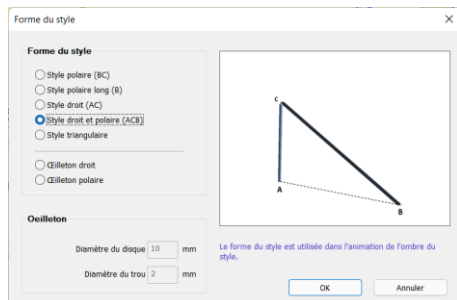 Forme du style
Forme du style
Style polaire (BC)
Style polaire long (B)
Style droit (AC)
Style droit et polaire (ACB)
Style triangulaire
Œilleton droit
Œilleton polaire
C
A
B
Oeilleton
Diamètre du disque 10 mm
Diamètre du trou 2 mm
Le forme du style est utilisée dans l'animation de l'ombre du
style.
OK
Annuler